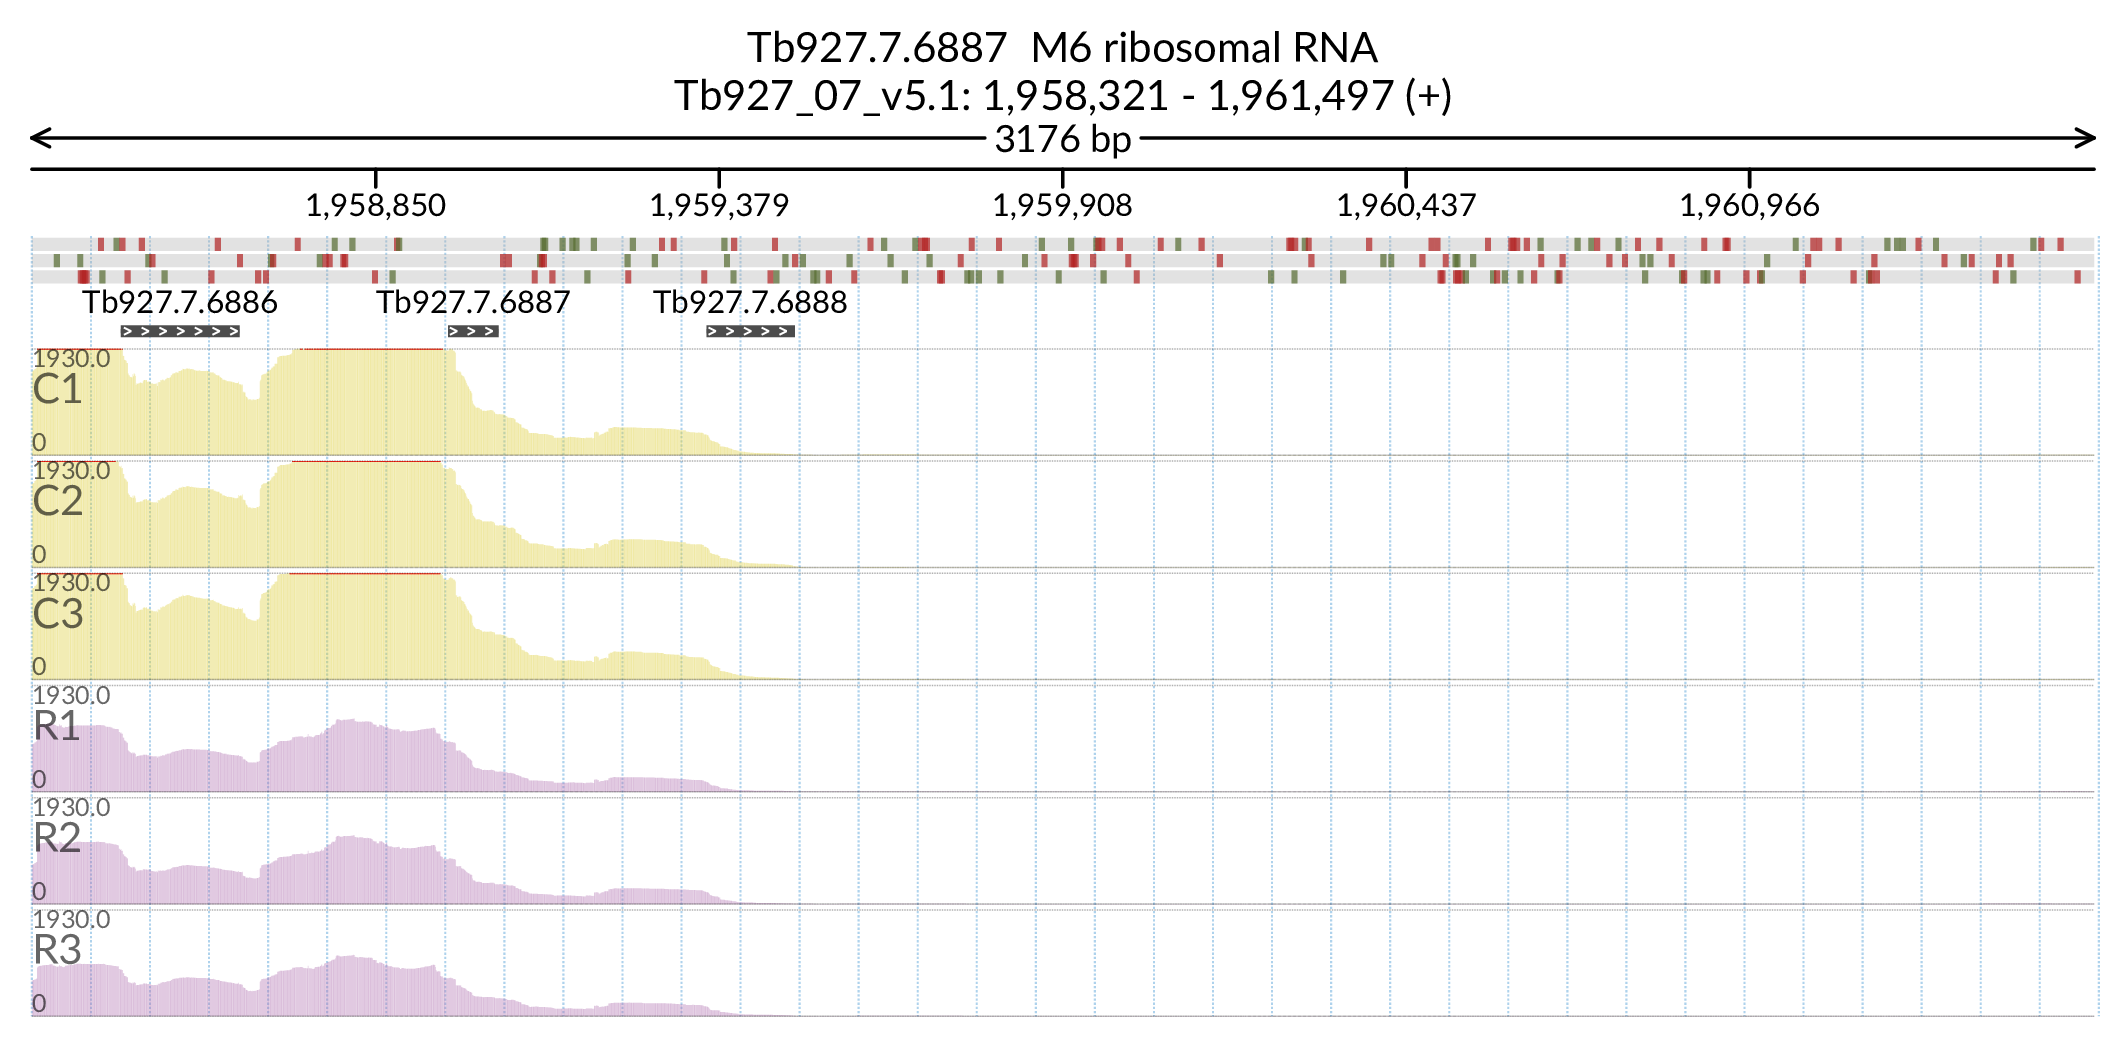 Tb927.7.6887 M6 ribosomal RNA
Tb927_07_v5.1: 1,958,321 - 1,961,497 (+)
3176 bp
1,958,850 1,959,379 1,959,908 1,960,437 1,960,966
Tb927.7.6886 Tb927.7.6887 Tb927.7.6888
1930.0
C1
0
1930.0
C2
0
1930.0
C3
0
1930.0
R1
0
1930.0
R2
0
1930.0
R3
0